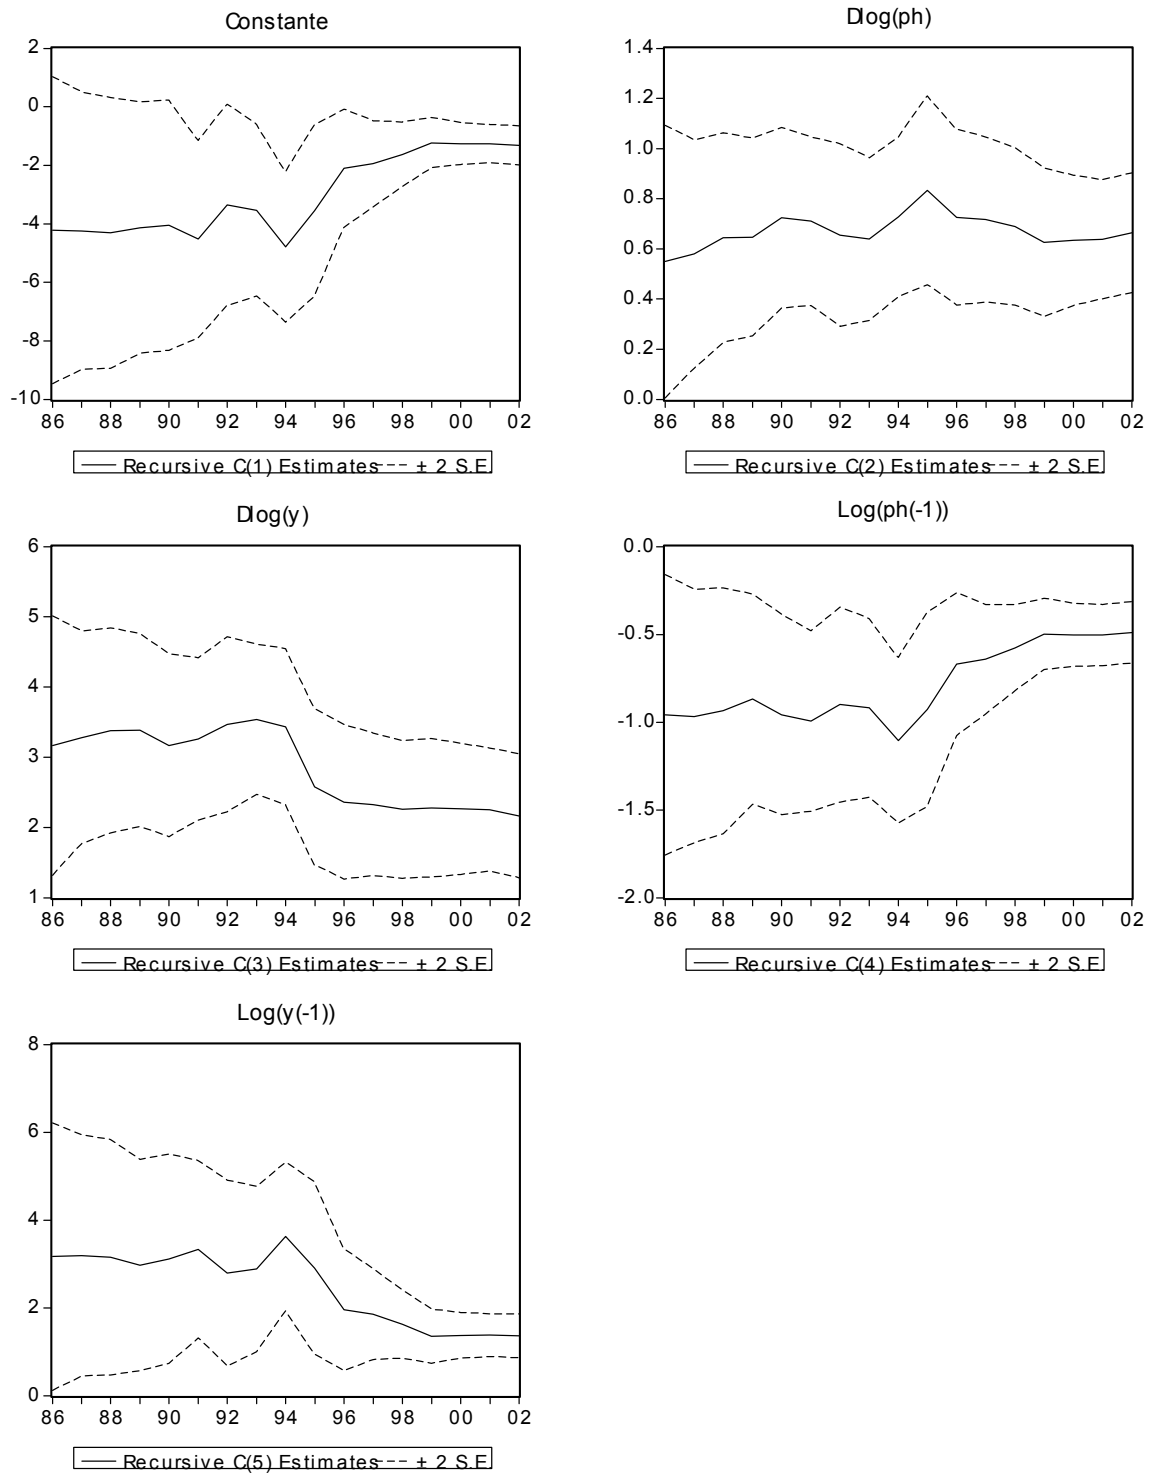 Constante
2
0
-2
-4
-6
-8
-10
86 88 90 92 94 96 98 00 02
Recursive C(1) Estimates ± 2 S.E.
Dlog(ph)
1.4
1.2
1.0
0.8
0.6
0.4
0.2
0.0
86 88 90 92 94 96 98 00 02
Recursive C(2) Estimates ± 2 S.E.
Dlog(y)
6
5
4
3
2
1
86 88 90 92 94 96 98 00 02
Recursive C(3) Estimates ± 2 S.E.
Log(ph(-1))
0.0
-0.5
-1.0
-1.5
-2.0
86 88 90 92 94 96 98 00 02
Recursive C(4) Estimates ± 2 S.E.
Log(y(-1))
8
6
4
2
0
86 88 90 92 94 96 98 00 02
Recursive C(5) Estimates ± 2 S.E.